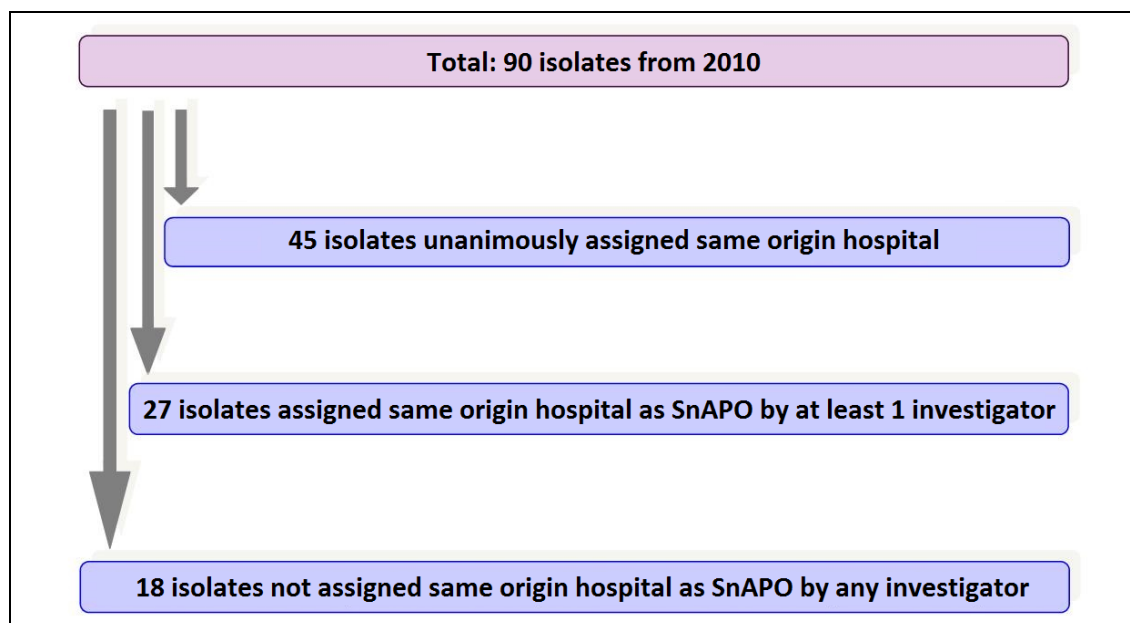 Total: 90 isolates from 2010
45 isolates unanimously assigned same origin hospital
27 isolates assigned same origin hospital as SnAPO by at least 1 investigator
18 isolates not assigned same origin hospital as SnAPO by any investigator